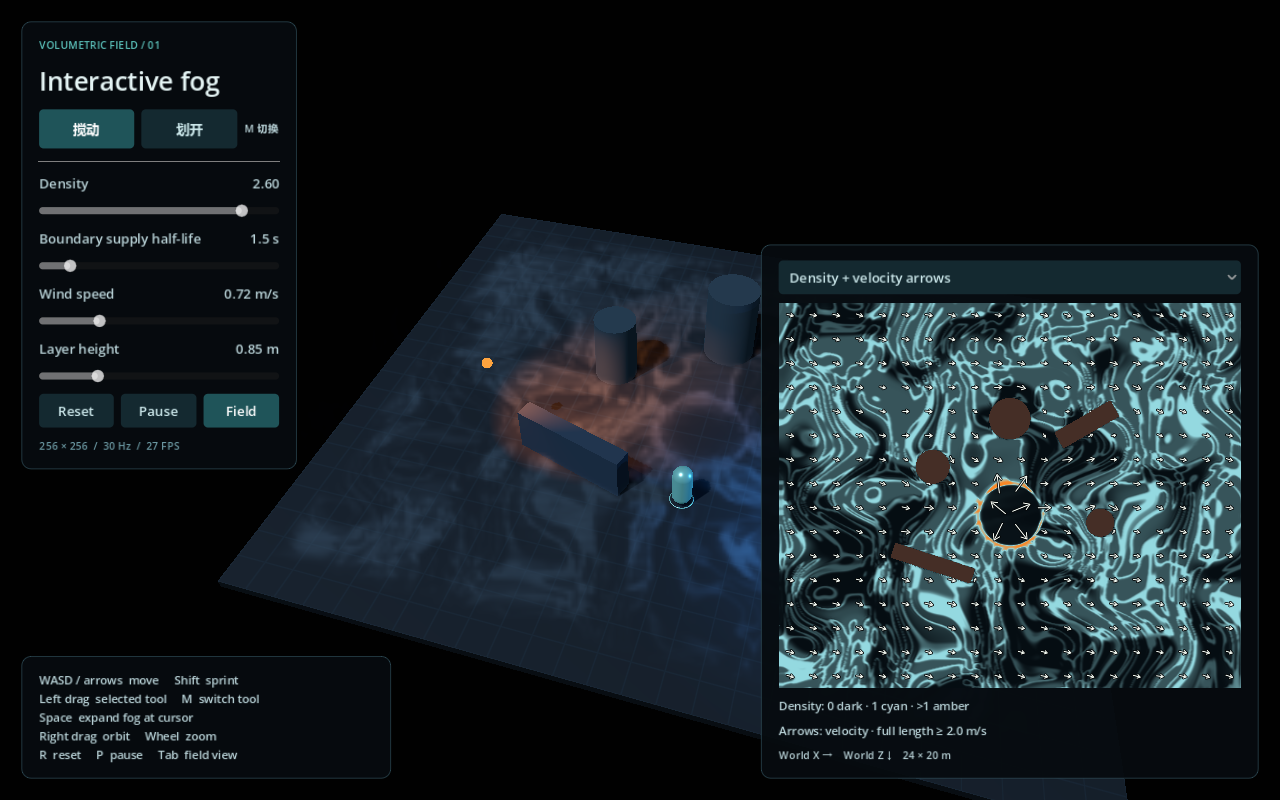 VOLUMETRIC FIELD / 01
Interactive fog
搅动 划开 M 切换
Density 2.60
Boundary supply half-life 1.5 s
Wind speed 0.72 m/s
Layer height 0.85 m
Reset Pause Field
256 × 256 / 30 Hz / 27 FPS
WASD / arrows move Shift sprint
Left drag selected tool M switch tool
Space expand fog at cursor
Right drag orbit Wheel zoom
R reset P pause Tab field view
Density + velocity arrows
Density: 0 dark · 1 cyan · >1 amber
Arrows: velocity · full length ≥ 2.0 m/s
World X → World Z ↓ 24 × 20 m